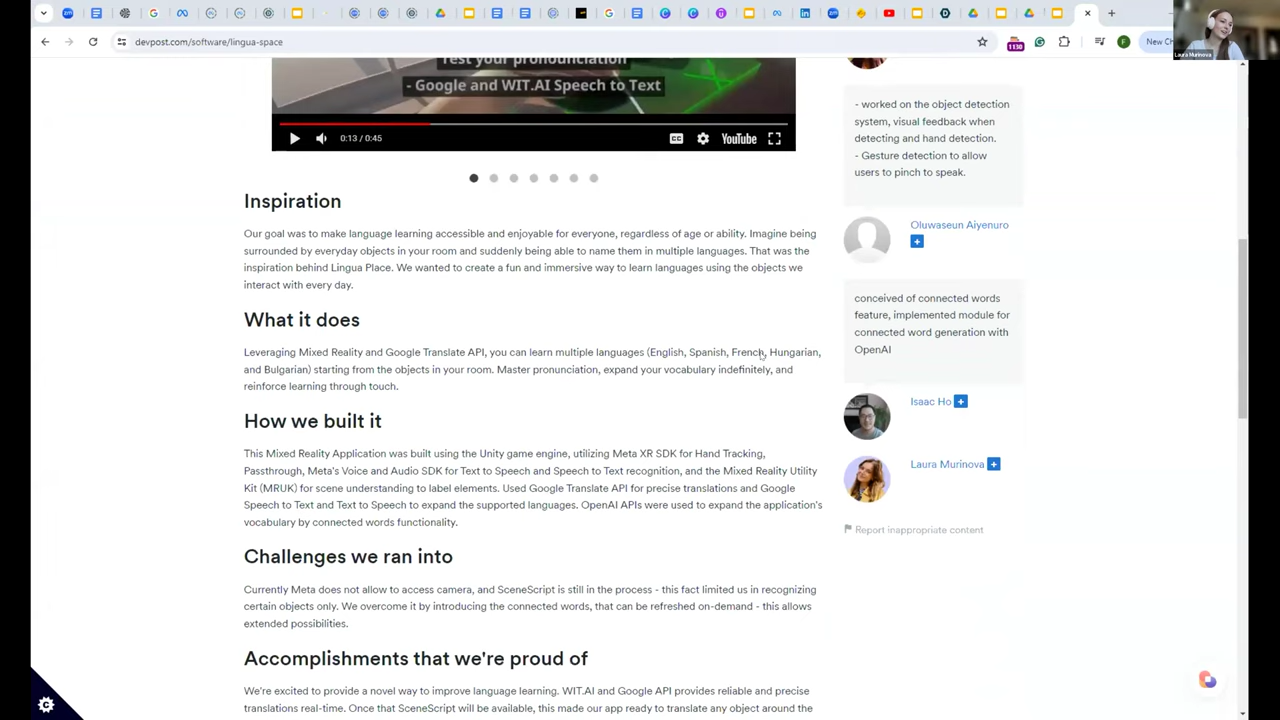 devpost.com/software/lingua-space
1130
F
Laura Murinova
Test your pronunciation
- Google and WIT.AI Speech to Text
0:13 / 0:45
CC
YouTube
Inspiration
Our goal was to make language learning accessible and enjoyable for everyone, regardless of age or ability. Imagine being
surrounded by everyday objects in your room and suddenly being able to name them in multiple languages. That was the
inspiration behind Lingua Place. We wanted to create a fun and immersive way to learn languages using the objects we
interact with every day.
What it does
Leveraging Mixed Reality and Google Translate API, you can learn multiple languages (English, Spanish, French, Hungarian,
and Bulgarian) starting from the objects in your room. Master pronunciation, expand your vocabulary indefinitely, and
reinforce learning through touch.
How we built it
This Mixed Reality Application was built using the Unity game engine, utilizing Meta XR SDK for Hand Tracking,
Passthrough, Meta's Voice and Audio SDK for Text to Speech and Speech to Text recognition, and the Mixed Reality Utility
Kit (MRUK) for scene understanding to label elements. Used Google Translate API for precise translations and Google
Speech to Text and Text to Speech to expand the supported languages. OpenAI APIs were used to expand the application's
vocabulary by connected words functionality.
Challenges we ran into
Currently Meta does not allow to access camera, and SceneScript is still in the process - this fact limited us in recognizing
certain objects only. We overcome it by introducing the connected words, that can be refreshed on-demand - this allows
extended possibilities.
Accomplishments that we're proud of
We're excited to provide a novel way to improve language learning. WIT.AI and Google API provides reliable and precise
translations real-time. Once that SceneScript will be available, this made our app ready to translate any object around the
- worked on the object detection
system, visual feedback when
detecting and hand detection.
- Gesture detection to allow
users to pinch to speak.
Oluwaseun Aiyenuro
conceived of connected words
feature, implemented module for
connected word generation with
OpenAI
Isaac Ho
Laura Murinova
Report inappropriate content